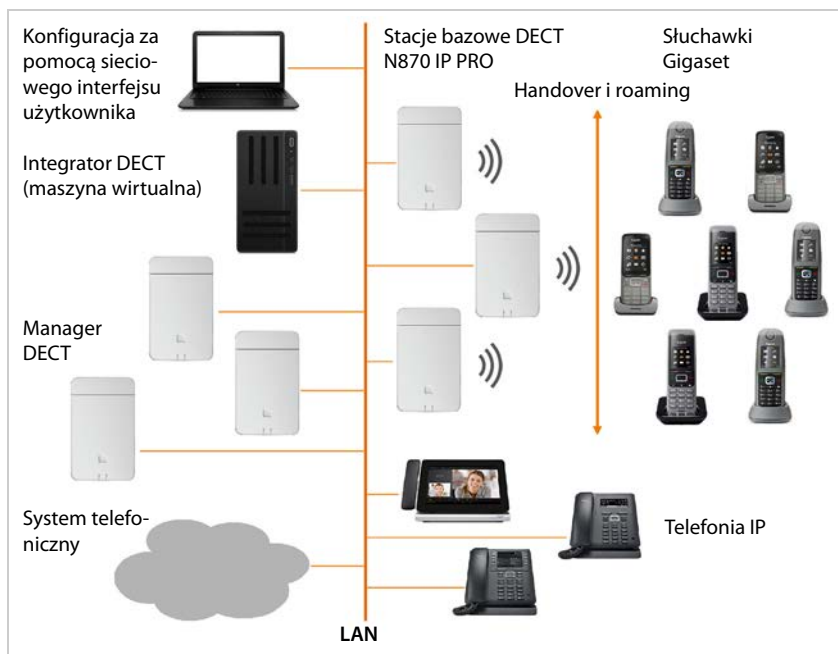 Konfiguracja za
pomocą siecio-
wego interfejsu
użytkownika
Stacje bazowe DECT
N870 IP PRO
Słuchawki
Gigaset
Handover i roaming
Integrator DECT
(maszyna wirtualna)
Manager
DECT
System telefo-
niczny
Telefonia IP
LAN